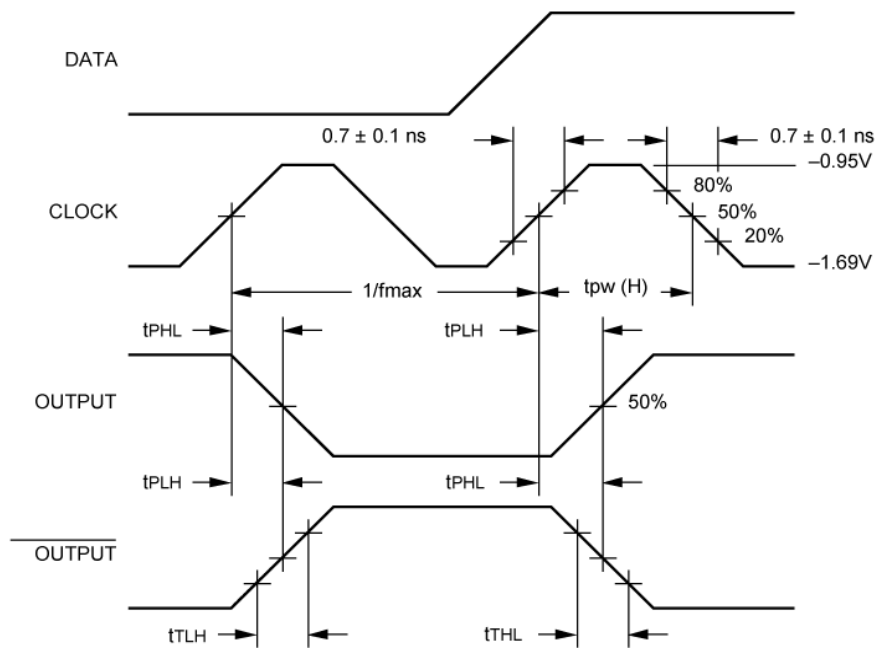 DATA
0.7 ± 0.1 ns
0.7 ± 0.1 ns
–0.95V
80%
CLOCK
50%
20%
–1.69V
1/fmax
tpw (H)
tPHL
tPLH
OUTPUT
50%
tPLH
tPHL
OUTPUT
tTLH
tTHL